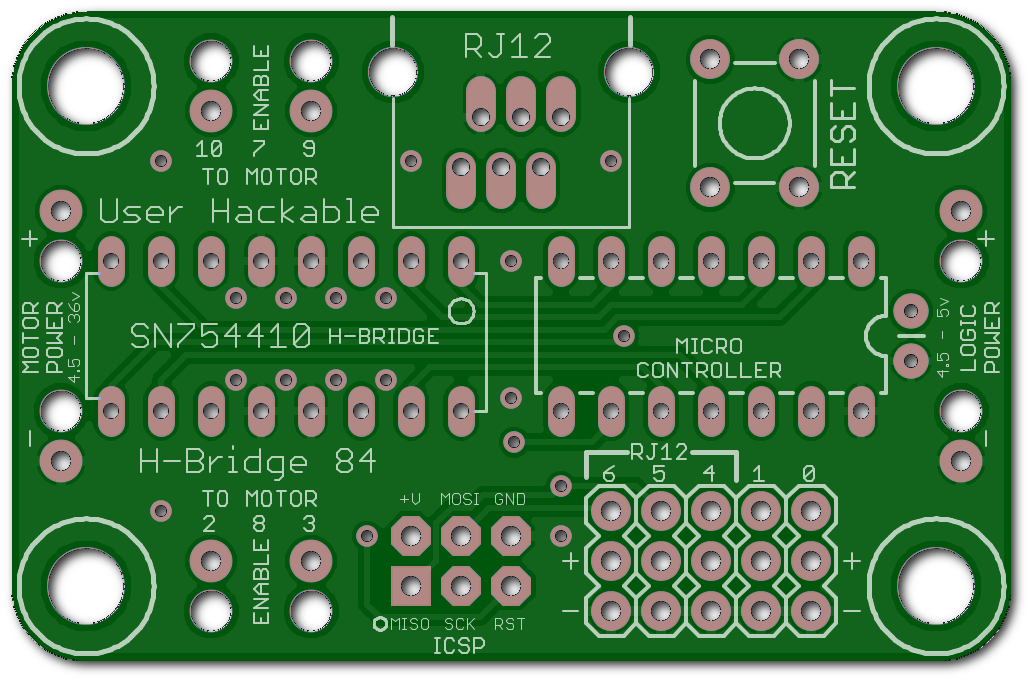 RJ12
ENABLE
10 7 9
TO MOTOR
RESET
User Hackable
+
+
MOTOR
POWER
4.5 - 36v
SN754410 H-BRIDGE
MICRO
CONTROLLER
4.5 - 5v
LOGIC
POWER
-
-
H-Bridge 84
RJ12
6 5 4 1 0
TO MOTOR
2 8 3
ENABLE
+V MOSI GND
+ +
- -
MISO SCK RST
ICSP